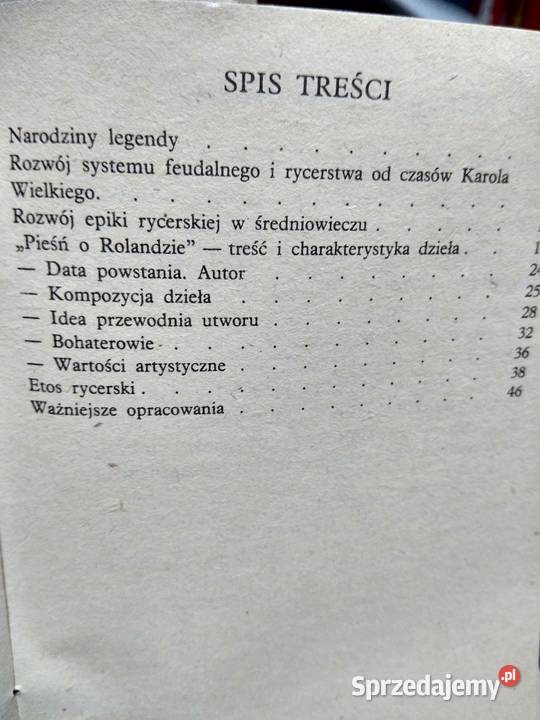 SPIS TREŚCI
Narodziny legendy . . . . . . . . .
Rozwój systemu feudalnego i rycerstwa od czasów Karola
Wielkiego. . . . . . . . . . . .
Rozwój epiki rycerskiej w średniowieczu . . . . .
„Pieśń o Rolandzie” — treść i charakterystyka dzieła. .
— Data powstania. Autor . . . . . . . 24
— Kompozycja dzieła . . . . . . . . 25
— Idea przewodnia utworu . . . . . . . 28
— Bohaterowie . . . . . . . . . 32
— Wartości artystyczne . . . . . . . 36
Etos rycerski . . . . . . . . . . 38
Ważniejsze opracowania . . . . . . . 46
Sprzedajemy.pl